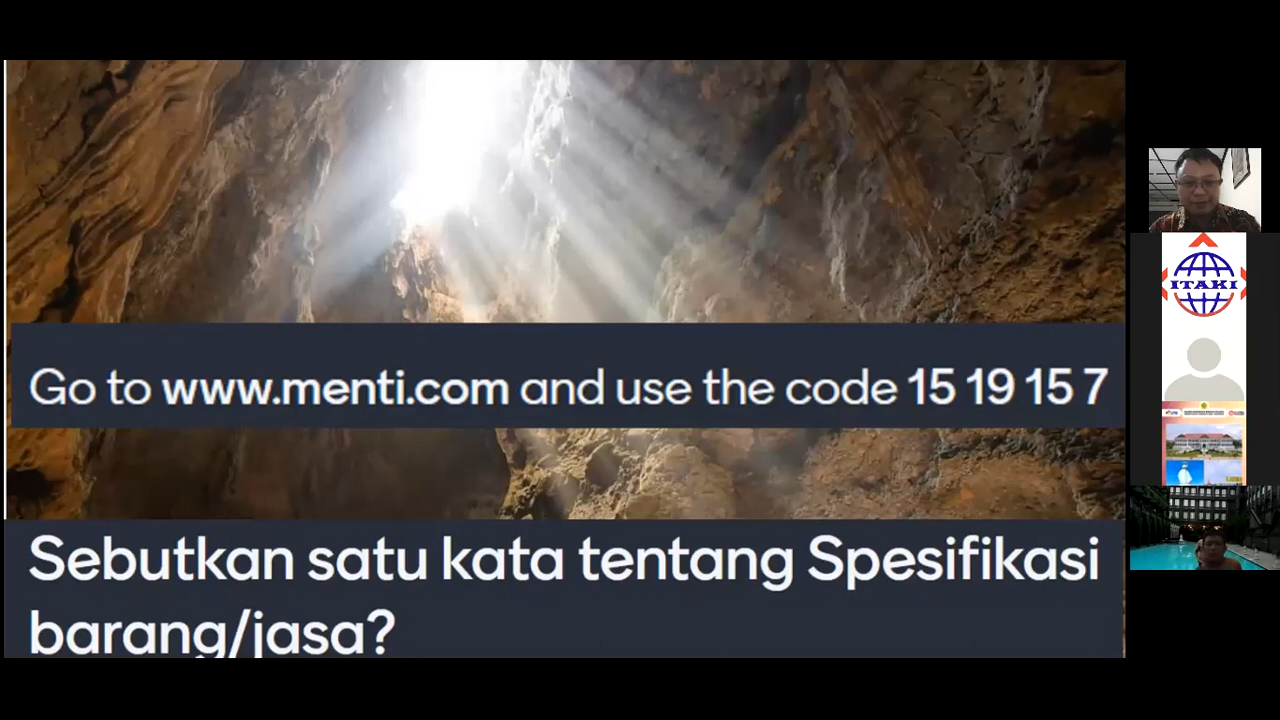 Go to www.menti.com and use the code 15 19 15 7
Sebutkan satu kata tentang Spesifikasi
barang/jasa?
ITAKI